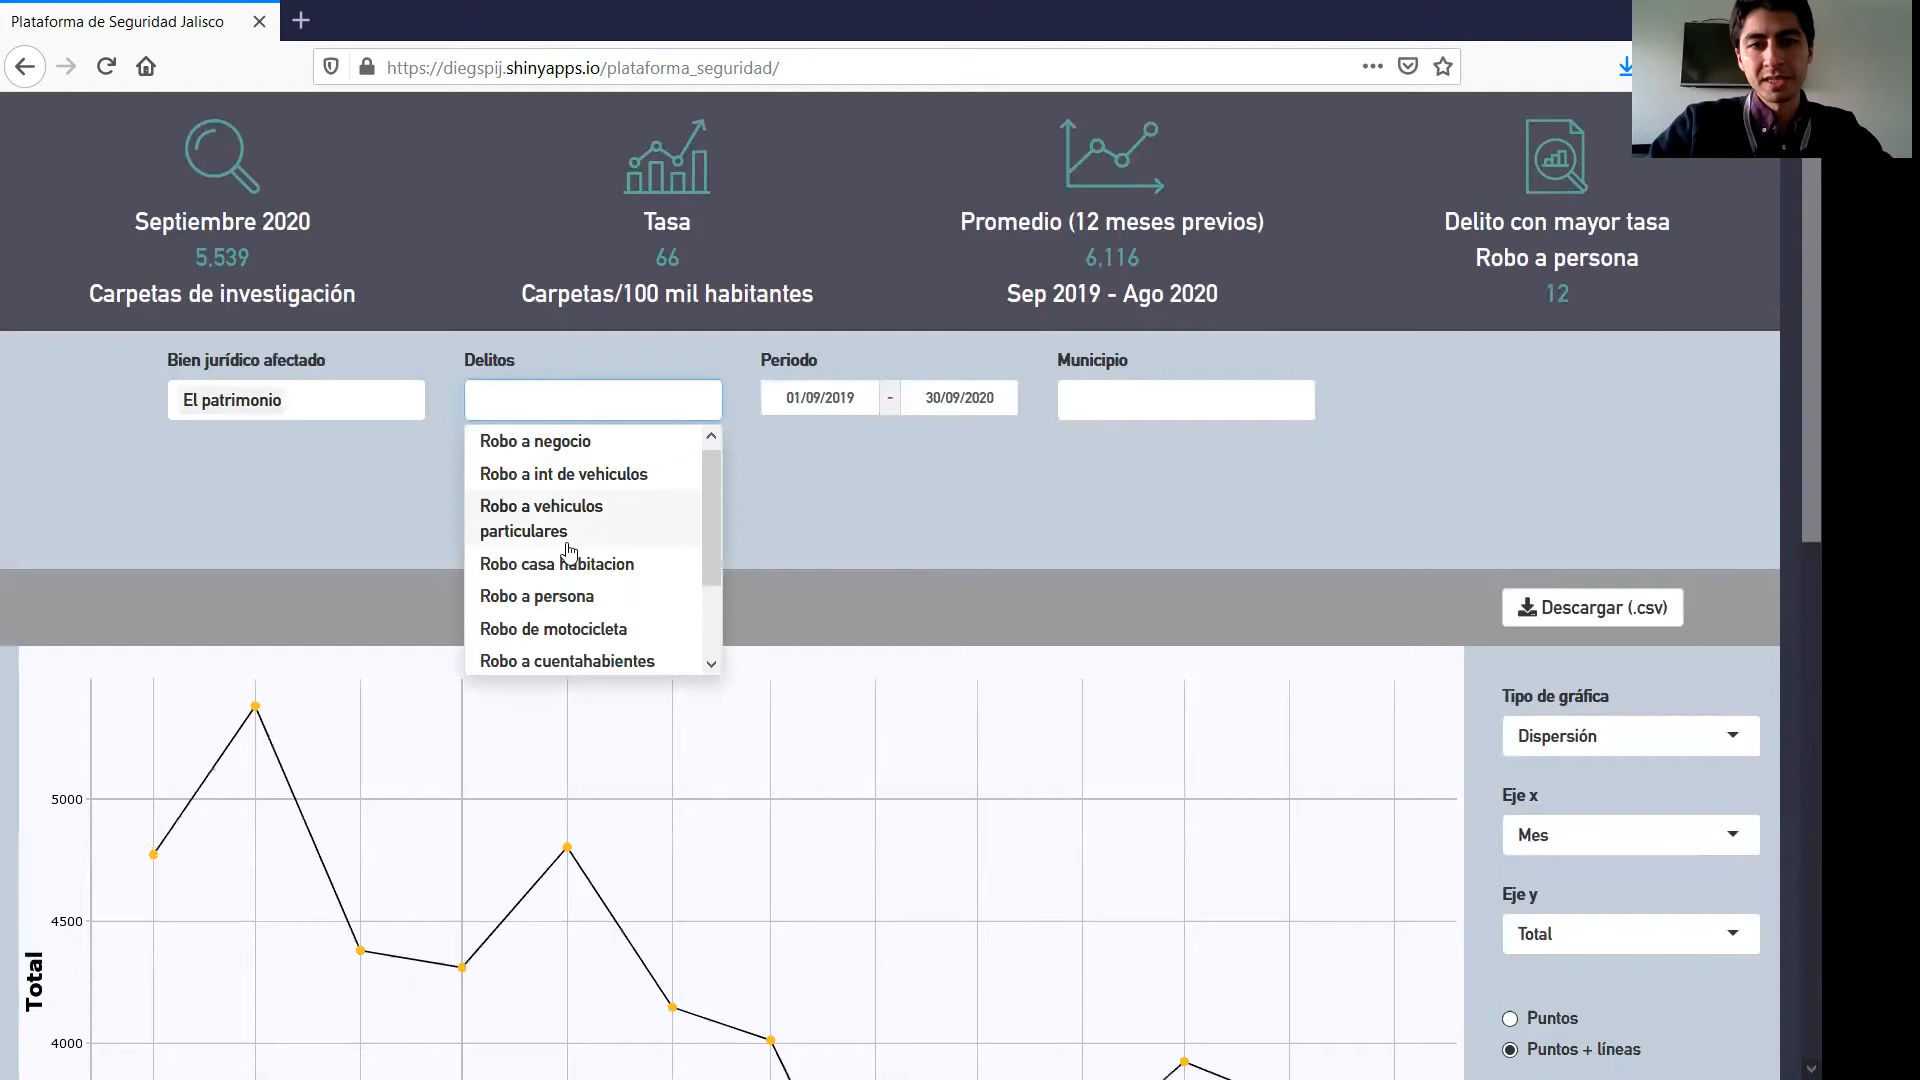 Plataforma de Seguridad Jalisco
https://diegspij.shinyapps.io/plataforma_seguridad/
Septiembre 2020
5,539
Carpetas de investigación
Tasa
66
Carpetas/100 mil habitantes
Promedio (12 meses previos)
6,116
Sep 2019 - Ago 2020
Delito con mayor tasa
Robo a persona
12
Bien jurídico afectado
El patrimonio
Delitos
Robo a negocio
Robo a int de vehiculos
Robo a vehiculos
particulares
Robo casa habitacion
Robo a persona
Robo de motocicleta
Robo a cuentahabientes
Periodo
01/09/2019 - 30/09/2020
Municipio
Descargar (.csv)
5000
4500
4000
Total
Tipo de gráfica
Dispersión
Eje x
Mes
Eje y
Total
Puntos
Puntos + líneas